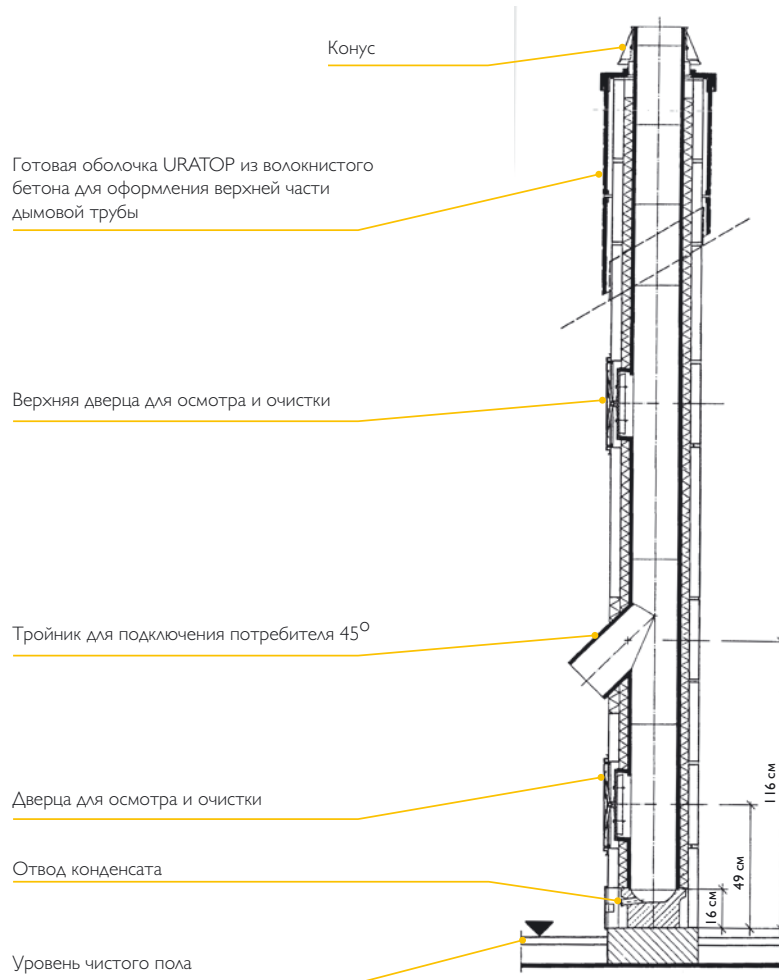 Конус
Готовая оболочка URATOP из волокнистого
бетона для оформления верхней части
дымовой трубы
Верхняя дверца для осмотра и очистки
Тройник для подключения потребителя 45°
Дверца для осмотра и очистки
Отвод конденсата
Уровень чистого пола
16 см
49 см
116 см